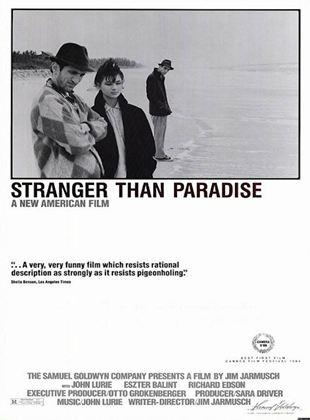 STRANGER THAN PARADISE
A NEW AMERICAN FILM
“. . A very, very funny film which resists rational
description as strongly as it resists pigeonholing.”
Sheila Benson, Los Angeles Times
BEST FIRST FILM
CANNES FILM FESTIVAL 1984
THE SAMUEL GOLDWYN COMPANY PRESENTS A FILM BY JIM JARMUSCH
WITH JOHN LURIE ESZTER BALINT RICHARD EDSON
EXECUTIVE PRODUCER/OTTO GROKENBERGER PRODUCER/SARA DRIVER
MUSIC/JOHN LURIE WRITER-DIRECTOR/JIM JARMUSCH